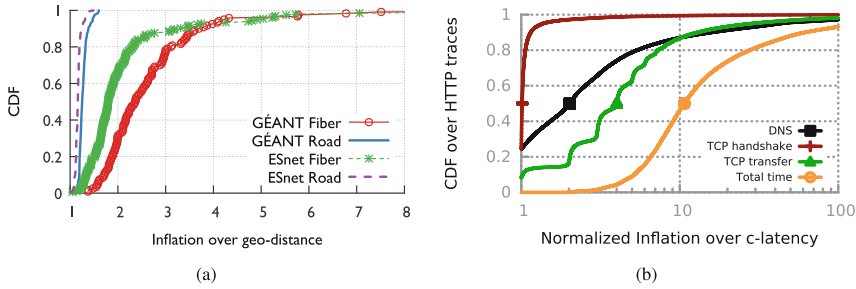 1
0.8
0.6
0.4
0.2
0
CDF
1 2 3 4 5 6 7 8
Inflation over geo-distance
GÉANT Fiber
GÉANT Road
ESnet Fiber
ESnet Road
(a)
1
0.8
0.6
0.4
0.2
0
CDF over HTTP traces
1 10 100
Normalized Inflation over c-latency
DNS
TCP handshake
TCP transfer
Total time
(b)